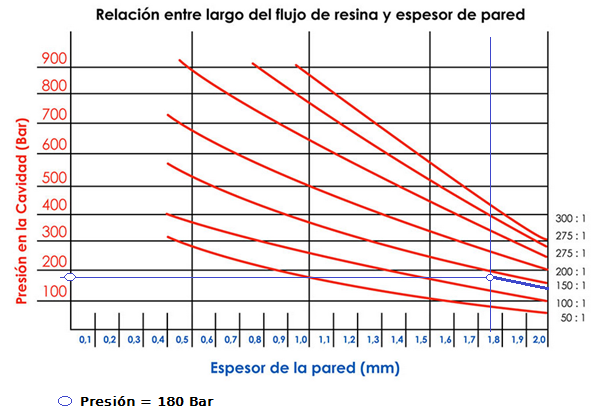 Relación entre largo del flujo de resina y espesor de pared
Presión en la Cavidad (Bar)
900
800
700
600
500
400
300
200
100
300 : 1
275 : 1
275 : 1
200 : 1
150 : 1
100 : 1
50 : 1
0,1 0,2 0,3 0,4 0,5 0,6 0,7 0,8 0,9 1,0 1,1 1,2 1,3 1,4 1,5 1,6 1,7 1,8 1,9 2,0
Espesor de la pared (mm)
Presión = 180 Bar